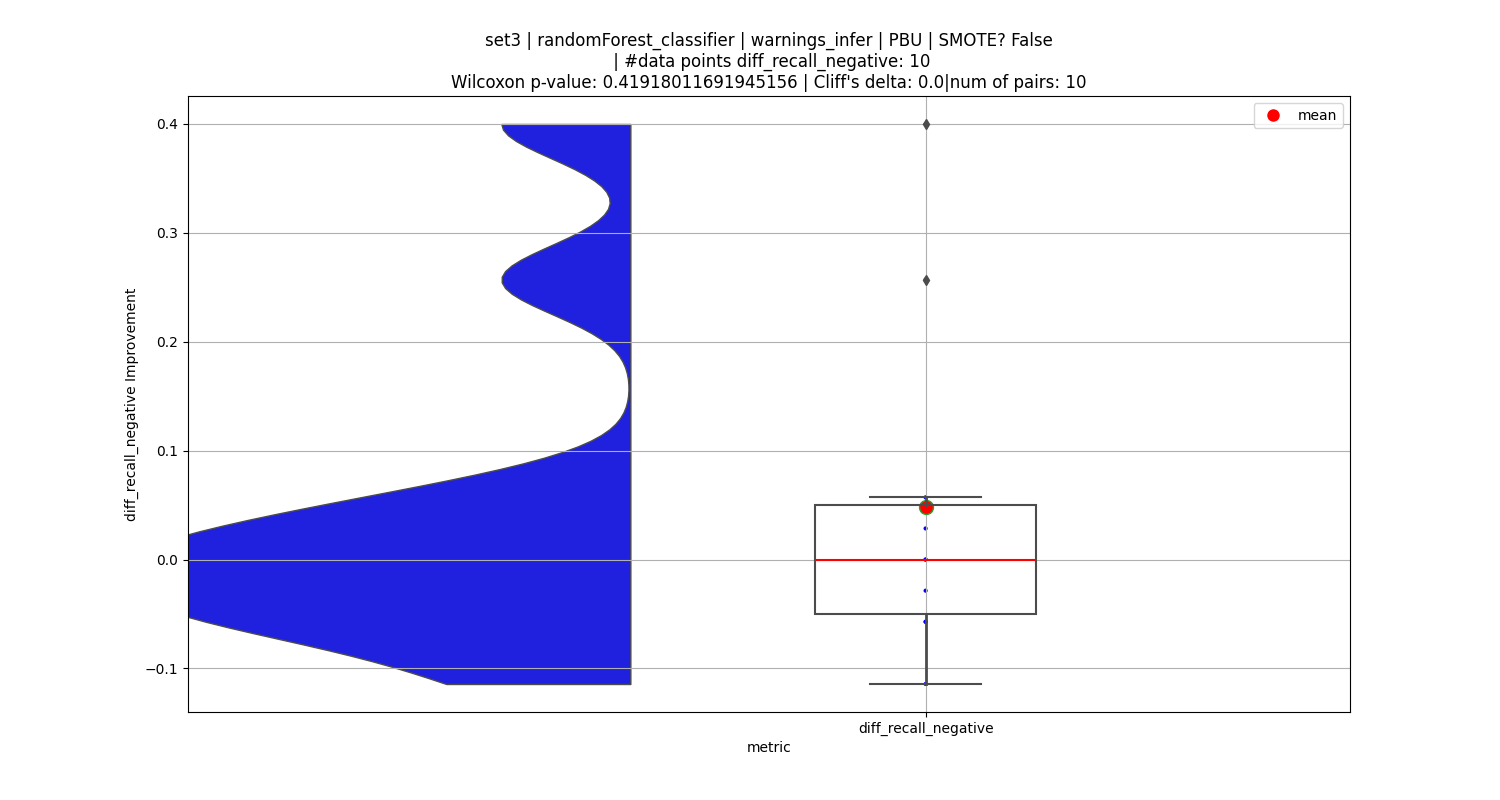 set3 | randomForest_classifier | warnings_infer | PBU | SMOTE? False
| #data points diff_recall_negative: 10
Wilcoxon p-value: 0.41918011691945156 | Cliff's delta: 0.0|num of pairs: 10
mean
0.4
0.3
0.2
0.1
0.0
−0.1
diff_recall_negative Improvement
diff_recall_negative
metric